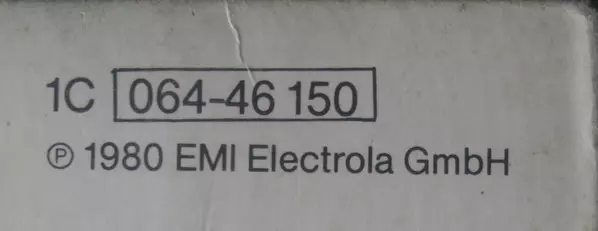 1C 064-46 150
℗ 1980 EMI Electrola GmbH